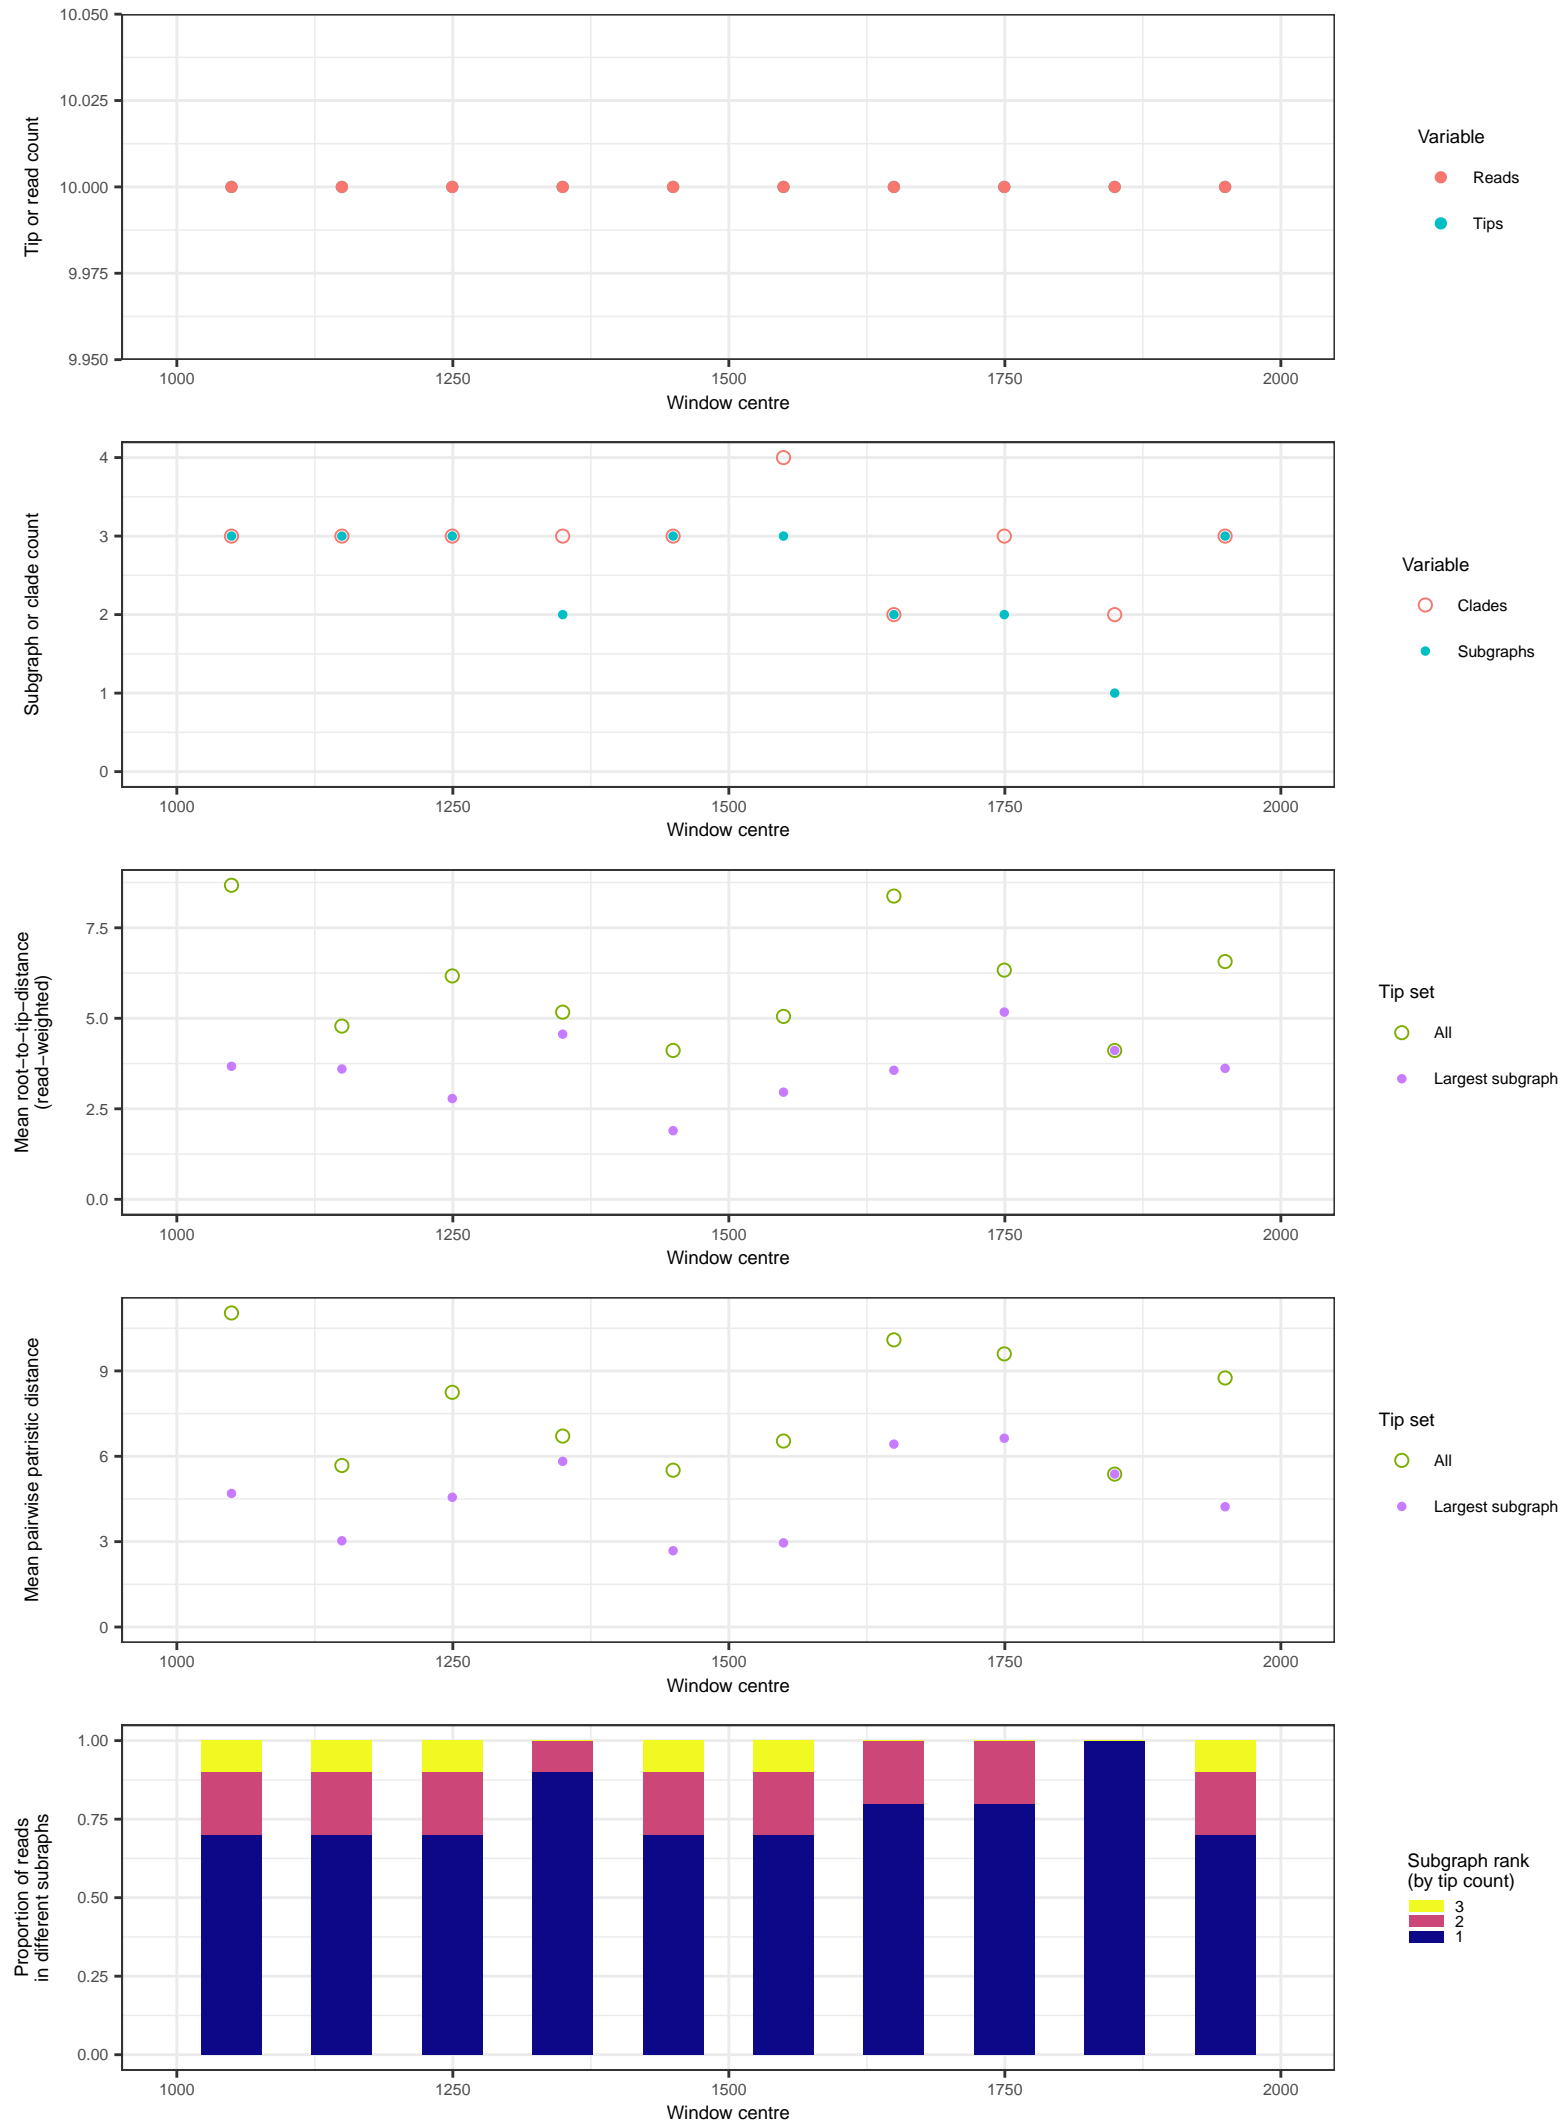 10.050
10.025
10.000
9.975
9.950
Tip or read count
1000 1250 1500 1750 2000
Window centre
Variable
Reads
Tips
4
3
2
1
0
Subgraph or clade count
1000 1250 1500 1750 2000
Window centre
Variable
Clades
Subgraphs
7.5
5.0
2.5
0.0
Mean root−to−tip−distance
(read−weighted)
1000 1250 1500 1750 2000
Window centre
Tip set
All
Largest subgraph
9
6
3
0
Mean pairwise patristic distance
1000 1250 1500 1750 2000
Window centre
Tip set
All
Largest subgraph
1.00
0.75
0.50
0.25
0.00
Proportion of reads
in different subraphs
1000 1250 1500 1750 2000
Window centre
Subgraph rank
(by tip count)
3
2
1